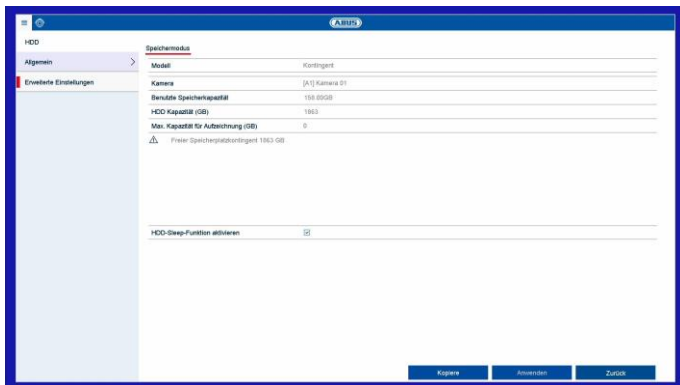 ABUS
HDD
Speichermodus
Allgemein
Modell Kontingent
Erweiterte Einstellungen
Kamera [A1] Kamera 01
Benutzte Speicherkapazität
HDD Kapazität (GB) 1863
Max. Kapazität für Aufzeichnung (GB) 0
Freier Speicherplatzkontingent 1863 GB
HDD-Sleep-Funktion aktivieren
Kopiere Anwenden Zurück